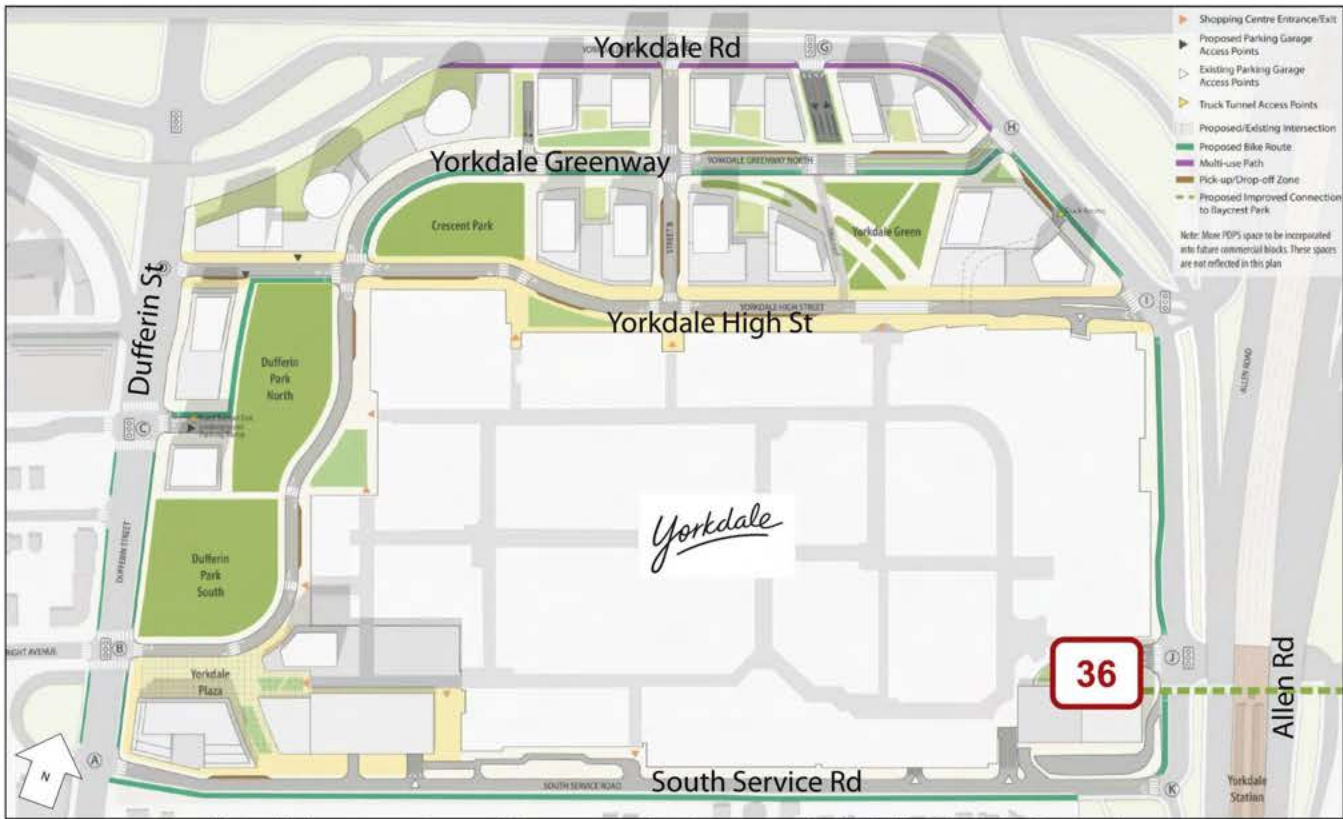 Yorkdale Rd
G
Shopping Centre Entrance/Exit
Proposed Parking Garage
Access Points
Existing Parking Garage
Access Points
Truck Tunnel Access Points
Proposed/Existing Intersection
Proposed Bike Route
Multi-use Path
Pick-up/Drop-off Zone
Proposed Improved Connection
to Baycrest Park
Note: More POPS space to be incorporated
into future commercial blocks. These spaces
are not reflected in this plan
H
Yorkdale Greenway
YORKDALE GREENWAY NORTH
Crescent Park
Yorkdale Green
Truck Access
STREET B
Dufferin St
YORKDALE HIGH STREET
Yorkdale High St
I
ALLEN ROAD
Dufferin
Park
North
C
Yorkdale
DUFFERIN STREET
Dufferin
Park
South
B
RIGHT AVENUE
Yorkdale
Plaza
36
J
Allen Rd
A
N
SOUTH SERVICE ROAD
South Service Rd
K
Yorkdale
Station